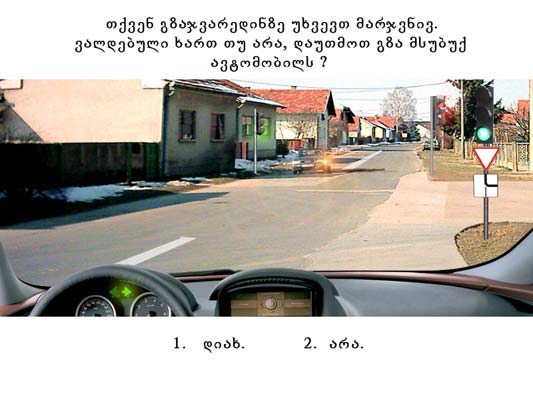 თქვენ გზაჯვარედინზე უხვევთ მარჯვნივ.
ვალდებული ხართ თუ არა, დაუთმოთ გზა მსუბუქ
ავტომობილს ?
1. დიახ. 2. არა.